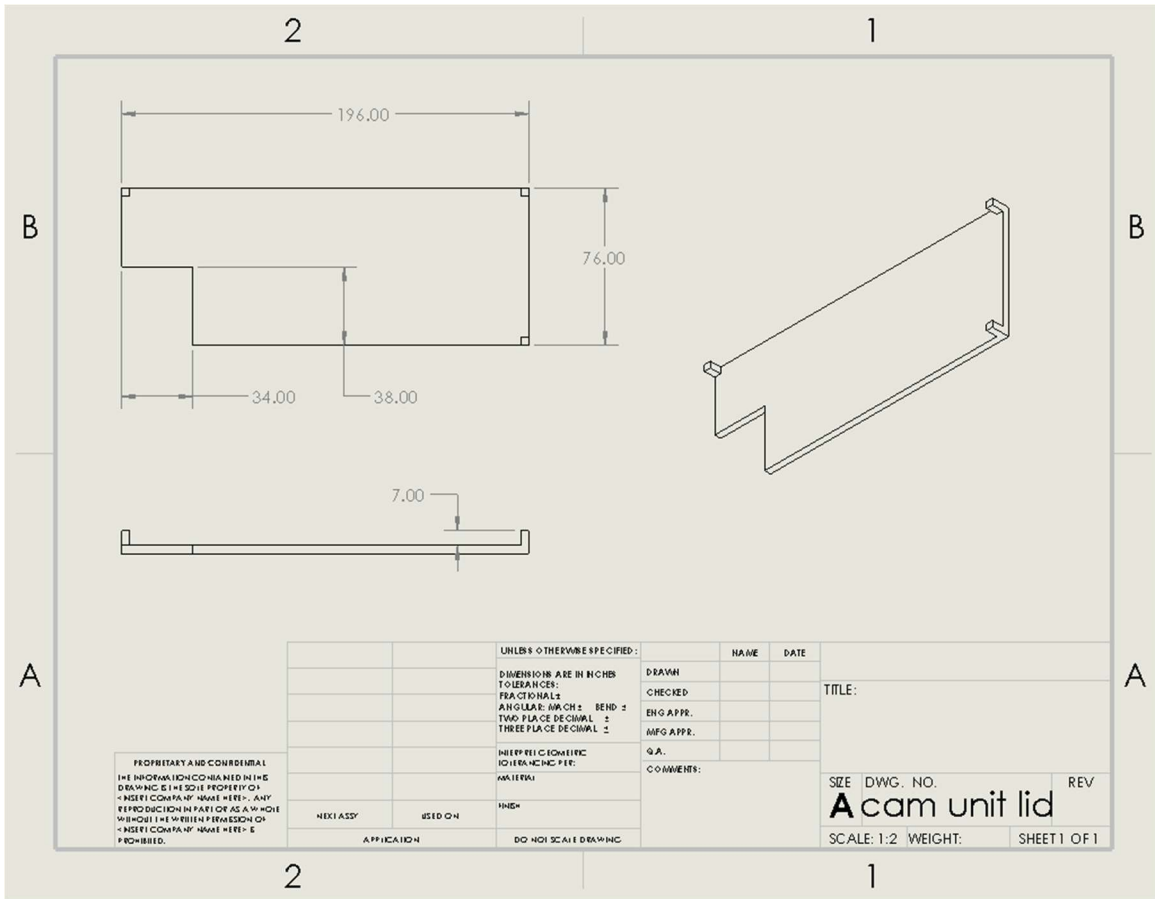 2
1
B
B
196.00
76.00
34.00
38.00
7.00
A
A
UNLESS OTHERWISE SPECIFIED:
DIMENSIONS ARE IN INCHES
TOLERANCES:
FRACTIONAL±
ANGULAR: MACH± BEND ±
TWO PLACE DECIMAL ±
THREE PLACE DECIMAL ±
INTERPRET GEOMETRIC
TOLERANCING PER:
MATERIAL
FINISH
DO NOT SCALE DRAWING
NAME DATE
DRAWN
CHECKED
ENG APPR.
MFG APPR.
Q.A.
COMMENTS:
PROPRIETARY AND CONFIDENTIAL
THE INFORMATION CONTAINED IN THIS
DRAWING IS THE SOLE PROPERTY OF
<INSERT COMPANY NAME HERE>. ANY
REPRODUCTION IN PART OR AS A WHOLE
WITHOUT THE WRITTEN PERMISSION OF
<INSERT COMPANY NAME HERE> IS
PROHIBITED.
NEXT ASSY USED ON
APPLICATION
TITLE:
SIZE DWG. NO. REV
A cam unit lid
SCALE: 1:2 WEIGHT: SHEET 1 OF 1
2
1